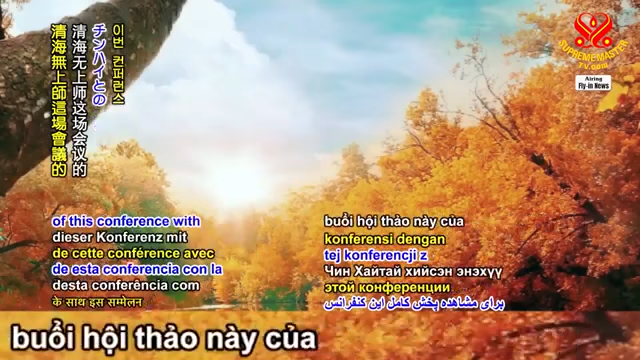 이번 컨퍼런스
チンハイとの
清海无上师这场会议的
清海無上師這場會議的
SUPREMEMASTER
TV.com
Airing
Fly-in News
of this conference with
dieser Konferenz mit
de cette conférence avec
de esta conferencia con la
desta conferência com
के साथ इस सम्मेलन
buổi hội thảo này của
konferensi dengan
tej konferencji z
Чин Хайтай хийсэн энэхүү
этой конференции
برای مشاهده پخش کامل این کنفرانس
buổi hội thảo này của